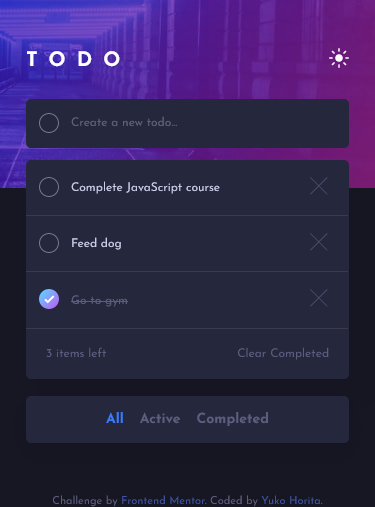 TODO
Create a new todo...
Complete JavaScript course
Feed dog
Go to gym
3 items left Clear Completed
All Active Completed
Challenge by Frontend Mentor. Coded by Yuko Horita.